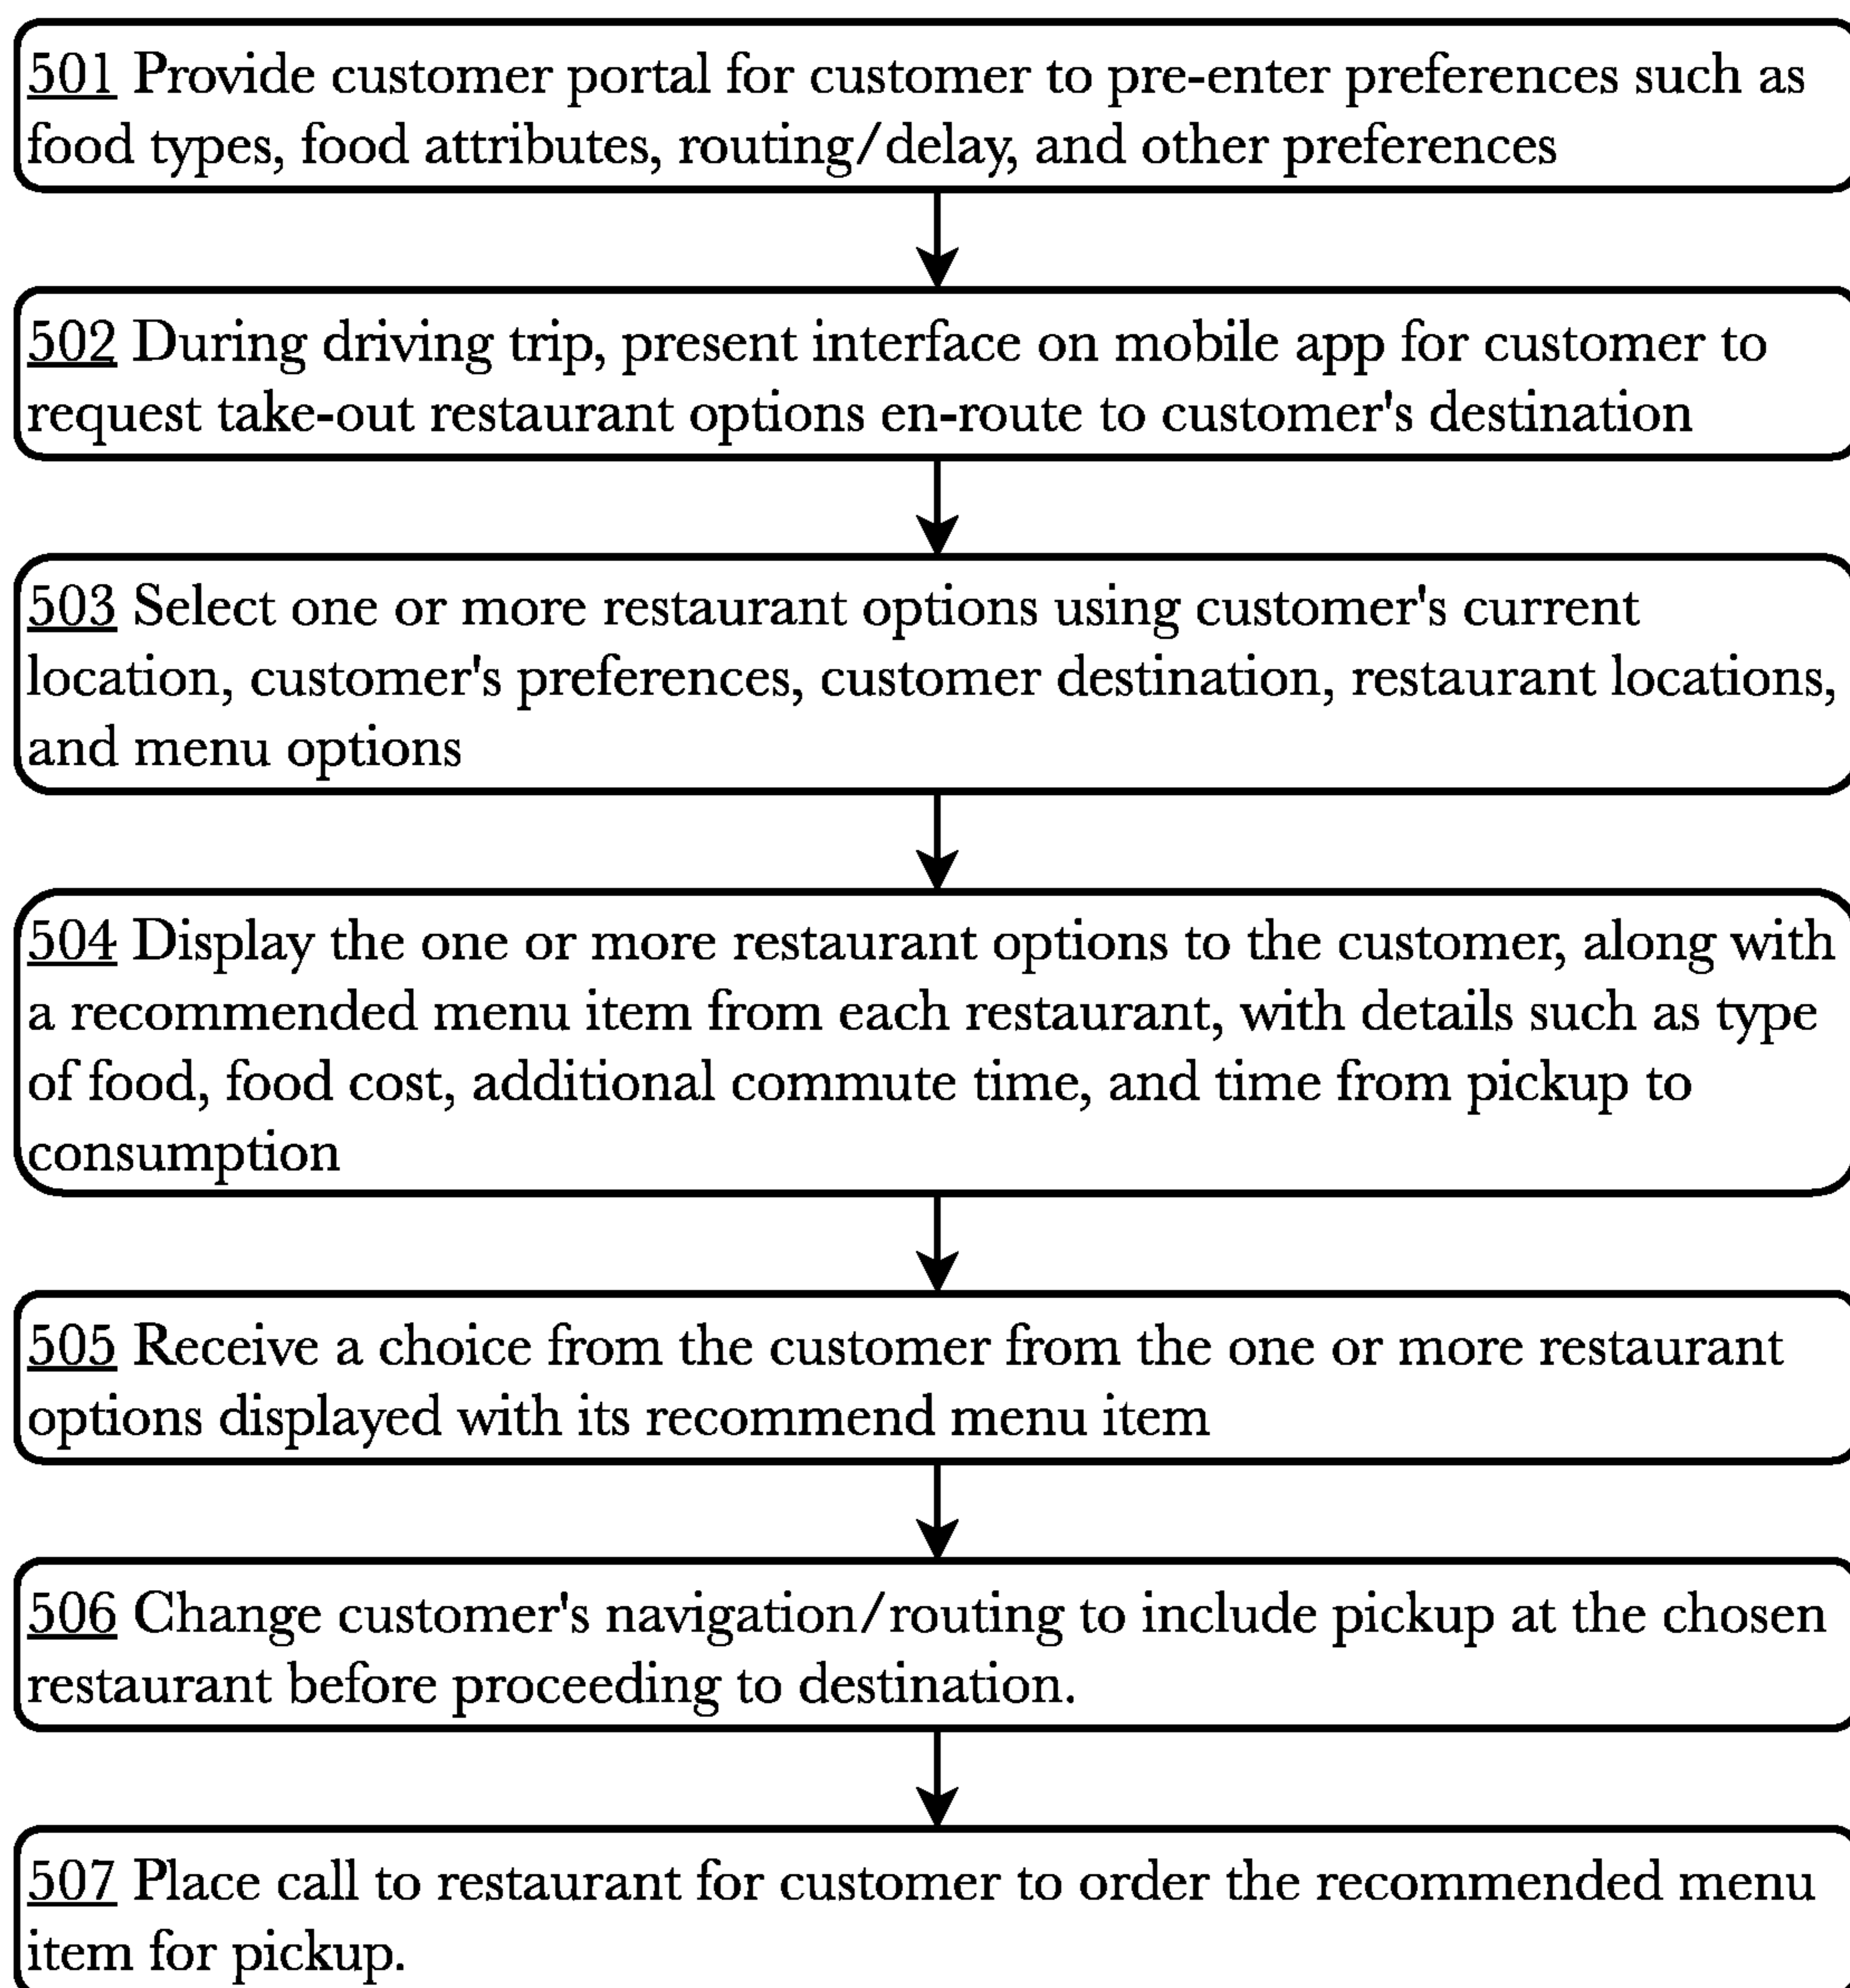 501 Provide customer portal for customer to pre-enter preferences such as
food types, food attributes, routing/delay, and other preferences
502 During driving trip, present interface on mobile app for customer to
request take-out restaurant options en-route to customer's destination
503 Select one or more restaurant options using customer's current
location, customer's preferences, customer destination, restaurant locations,
and menu options
504 Display the one or more restaurant options to the customer, along with
a recommended menu item from each restaurant, with details such as type
of food, food cost, additional commute time, and time from pickup to
consumption
505 Receive a choice from the customer from the one or more restaurant
options displayed with its recommend menu item
506 Change customer's navigation/routing to include pickup at the chosen
restaurant before proceeding to destination.
507 Place call to restaurant for customer to order the recommended menu
item for pickup.